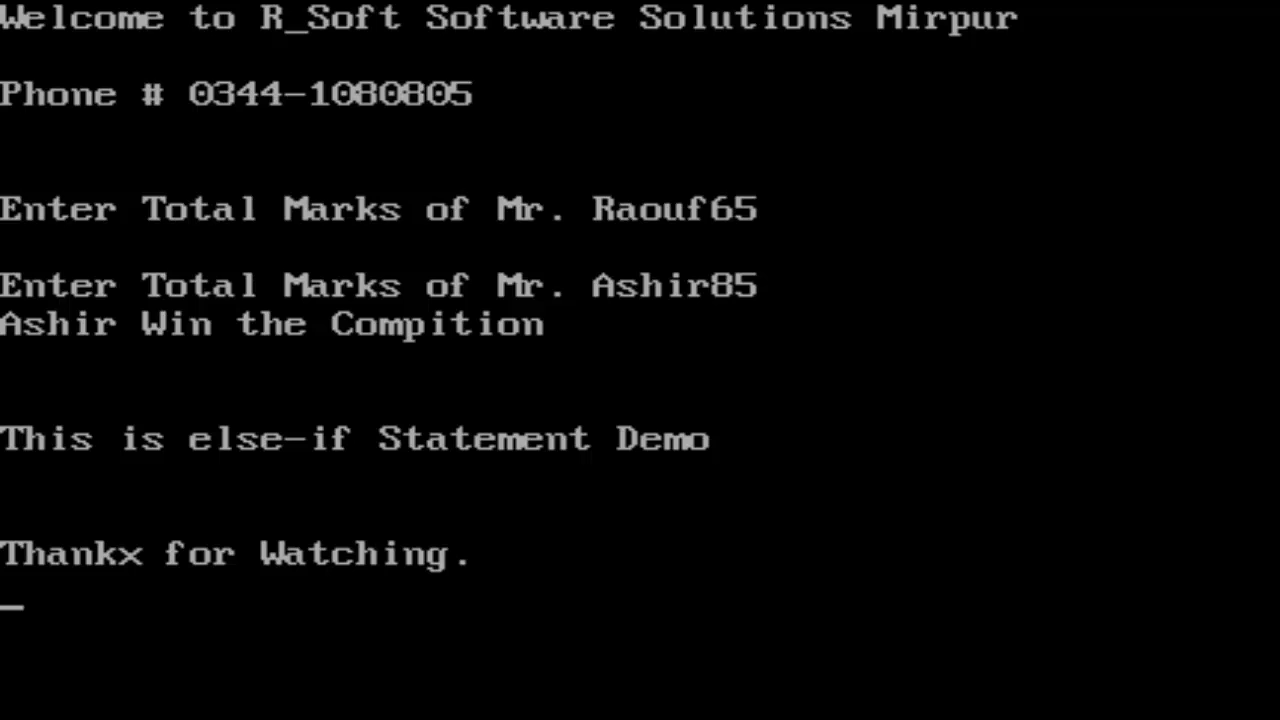 Welcome to R_Soft Software Solutions Mirpur
Phone # 0344-1080805
Enter Total Marks of Mr. Raouf65
Enter Total Marks of Mr. Ashir85
Ashir Win the Compition
This is else-if Statement Demo
Thankx for Watching.